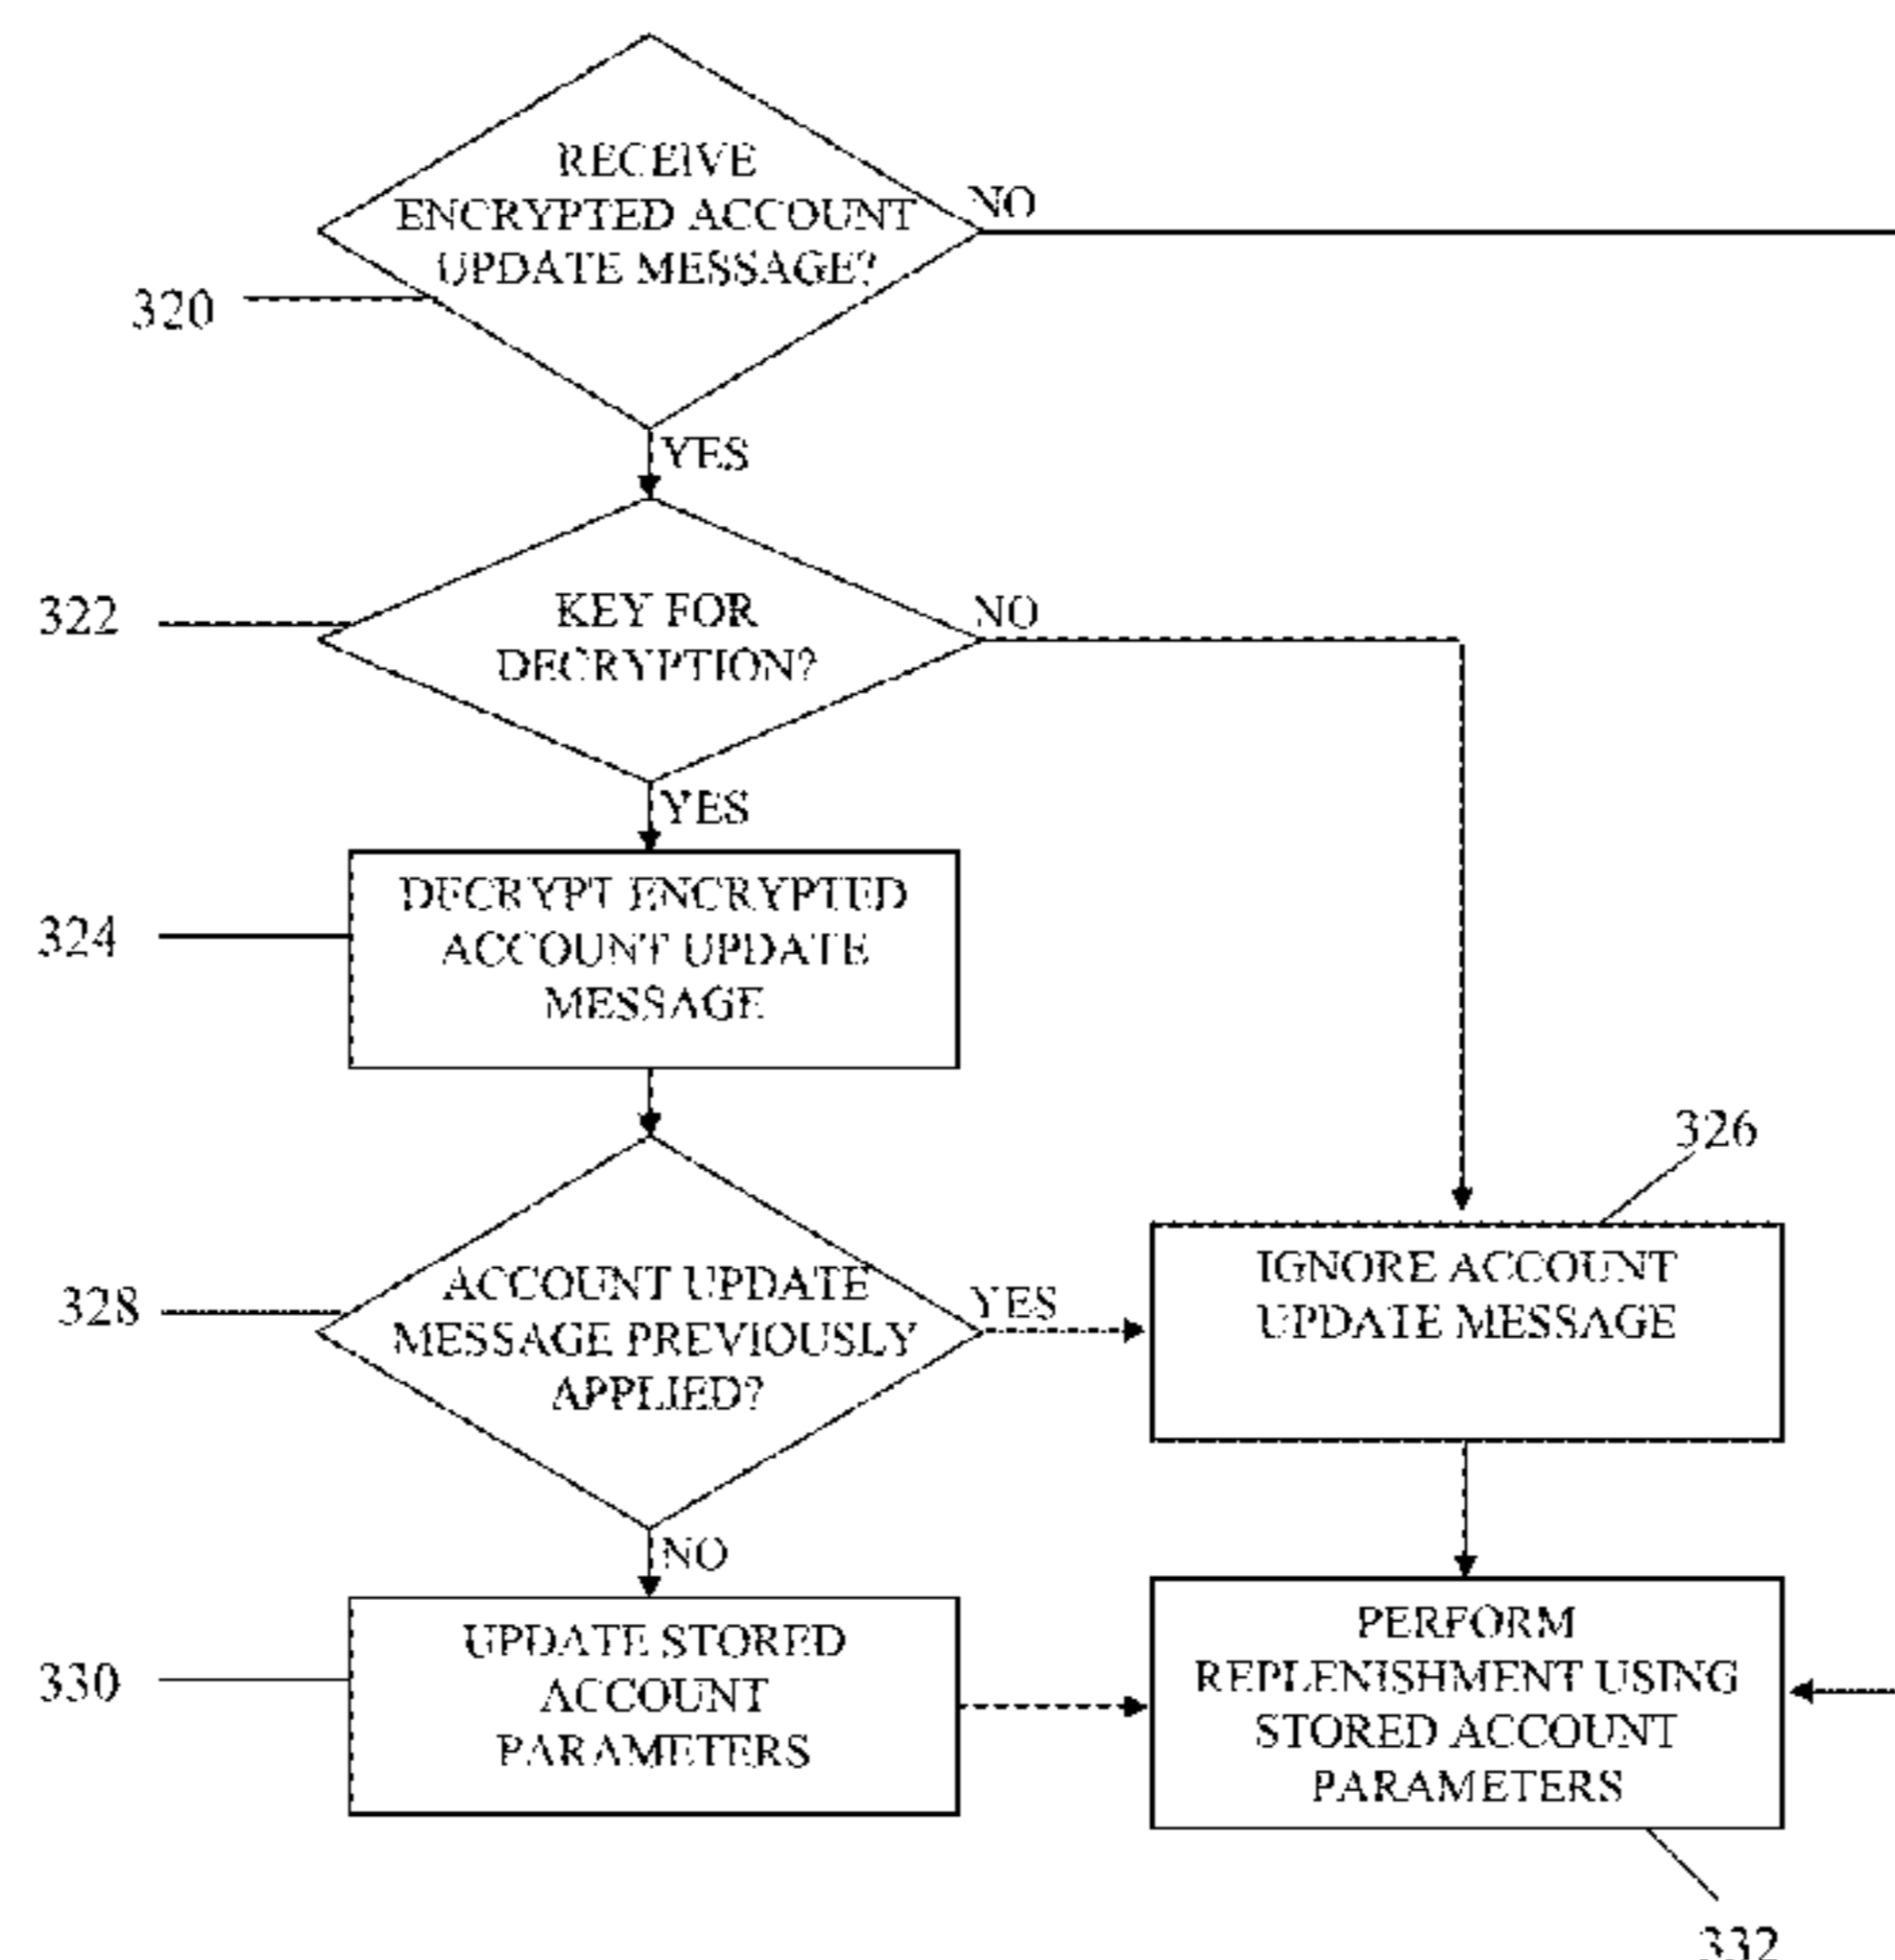 RECEIVE
ENCRYPTED ACCOUNT
UPDATE MESSAGE?
NO
320
YES
322
KEY FOR
DECRYPTION?
NO
YES
324
DECRYPT ENCRYPTED
ACCOUNT UPDATE
MESSAGE
326
328
ACCOUNT UPDATE
MESSAGE PREVIOUSLY
APPLIED?
YES
IGNORE ACCOUNT
UPDATE MESSAGE
NO
330
UPDATE STORED
ACCOUNT
PARAMETERS
PERFORM
REPLENISHMENT USING
STORED ACCOUNT
PARAMETERS
332